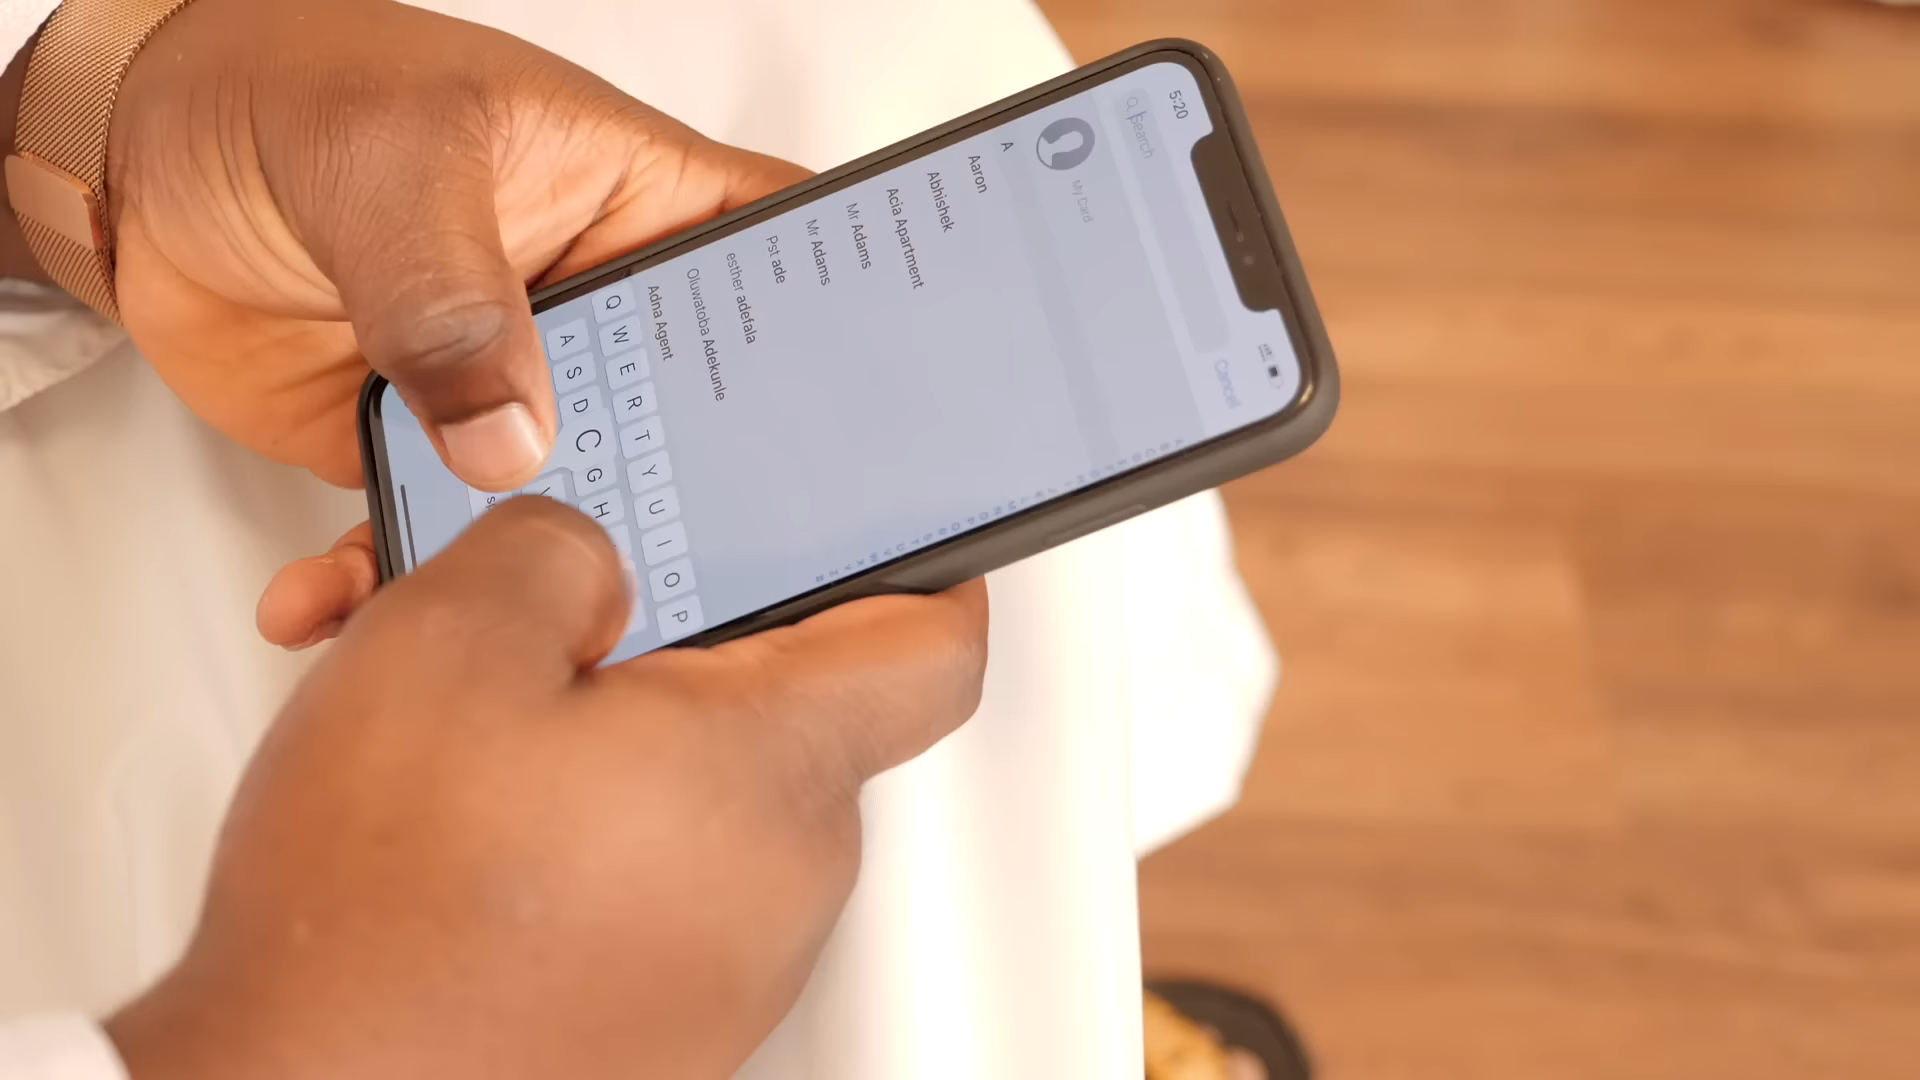 5:20
Search
Cancel
My Card
A
Aaron
Abhishek
Acia Apartment
Mr Adams
Mr Adams
Pst ade
esther adefala
Oluwatoba Adekunle
Adna Agent
Q W E R T Y U I O P
A S D C G H
V